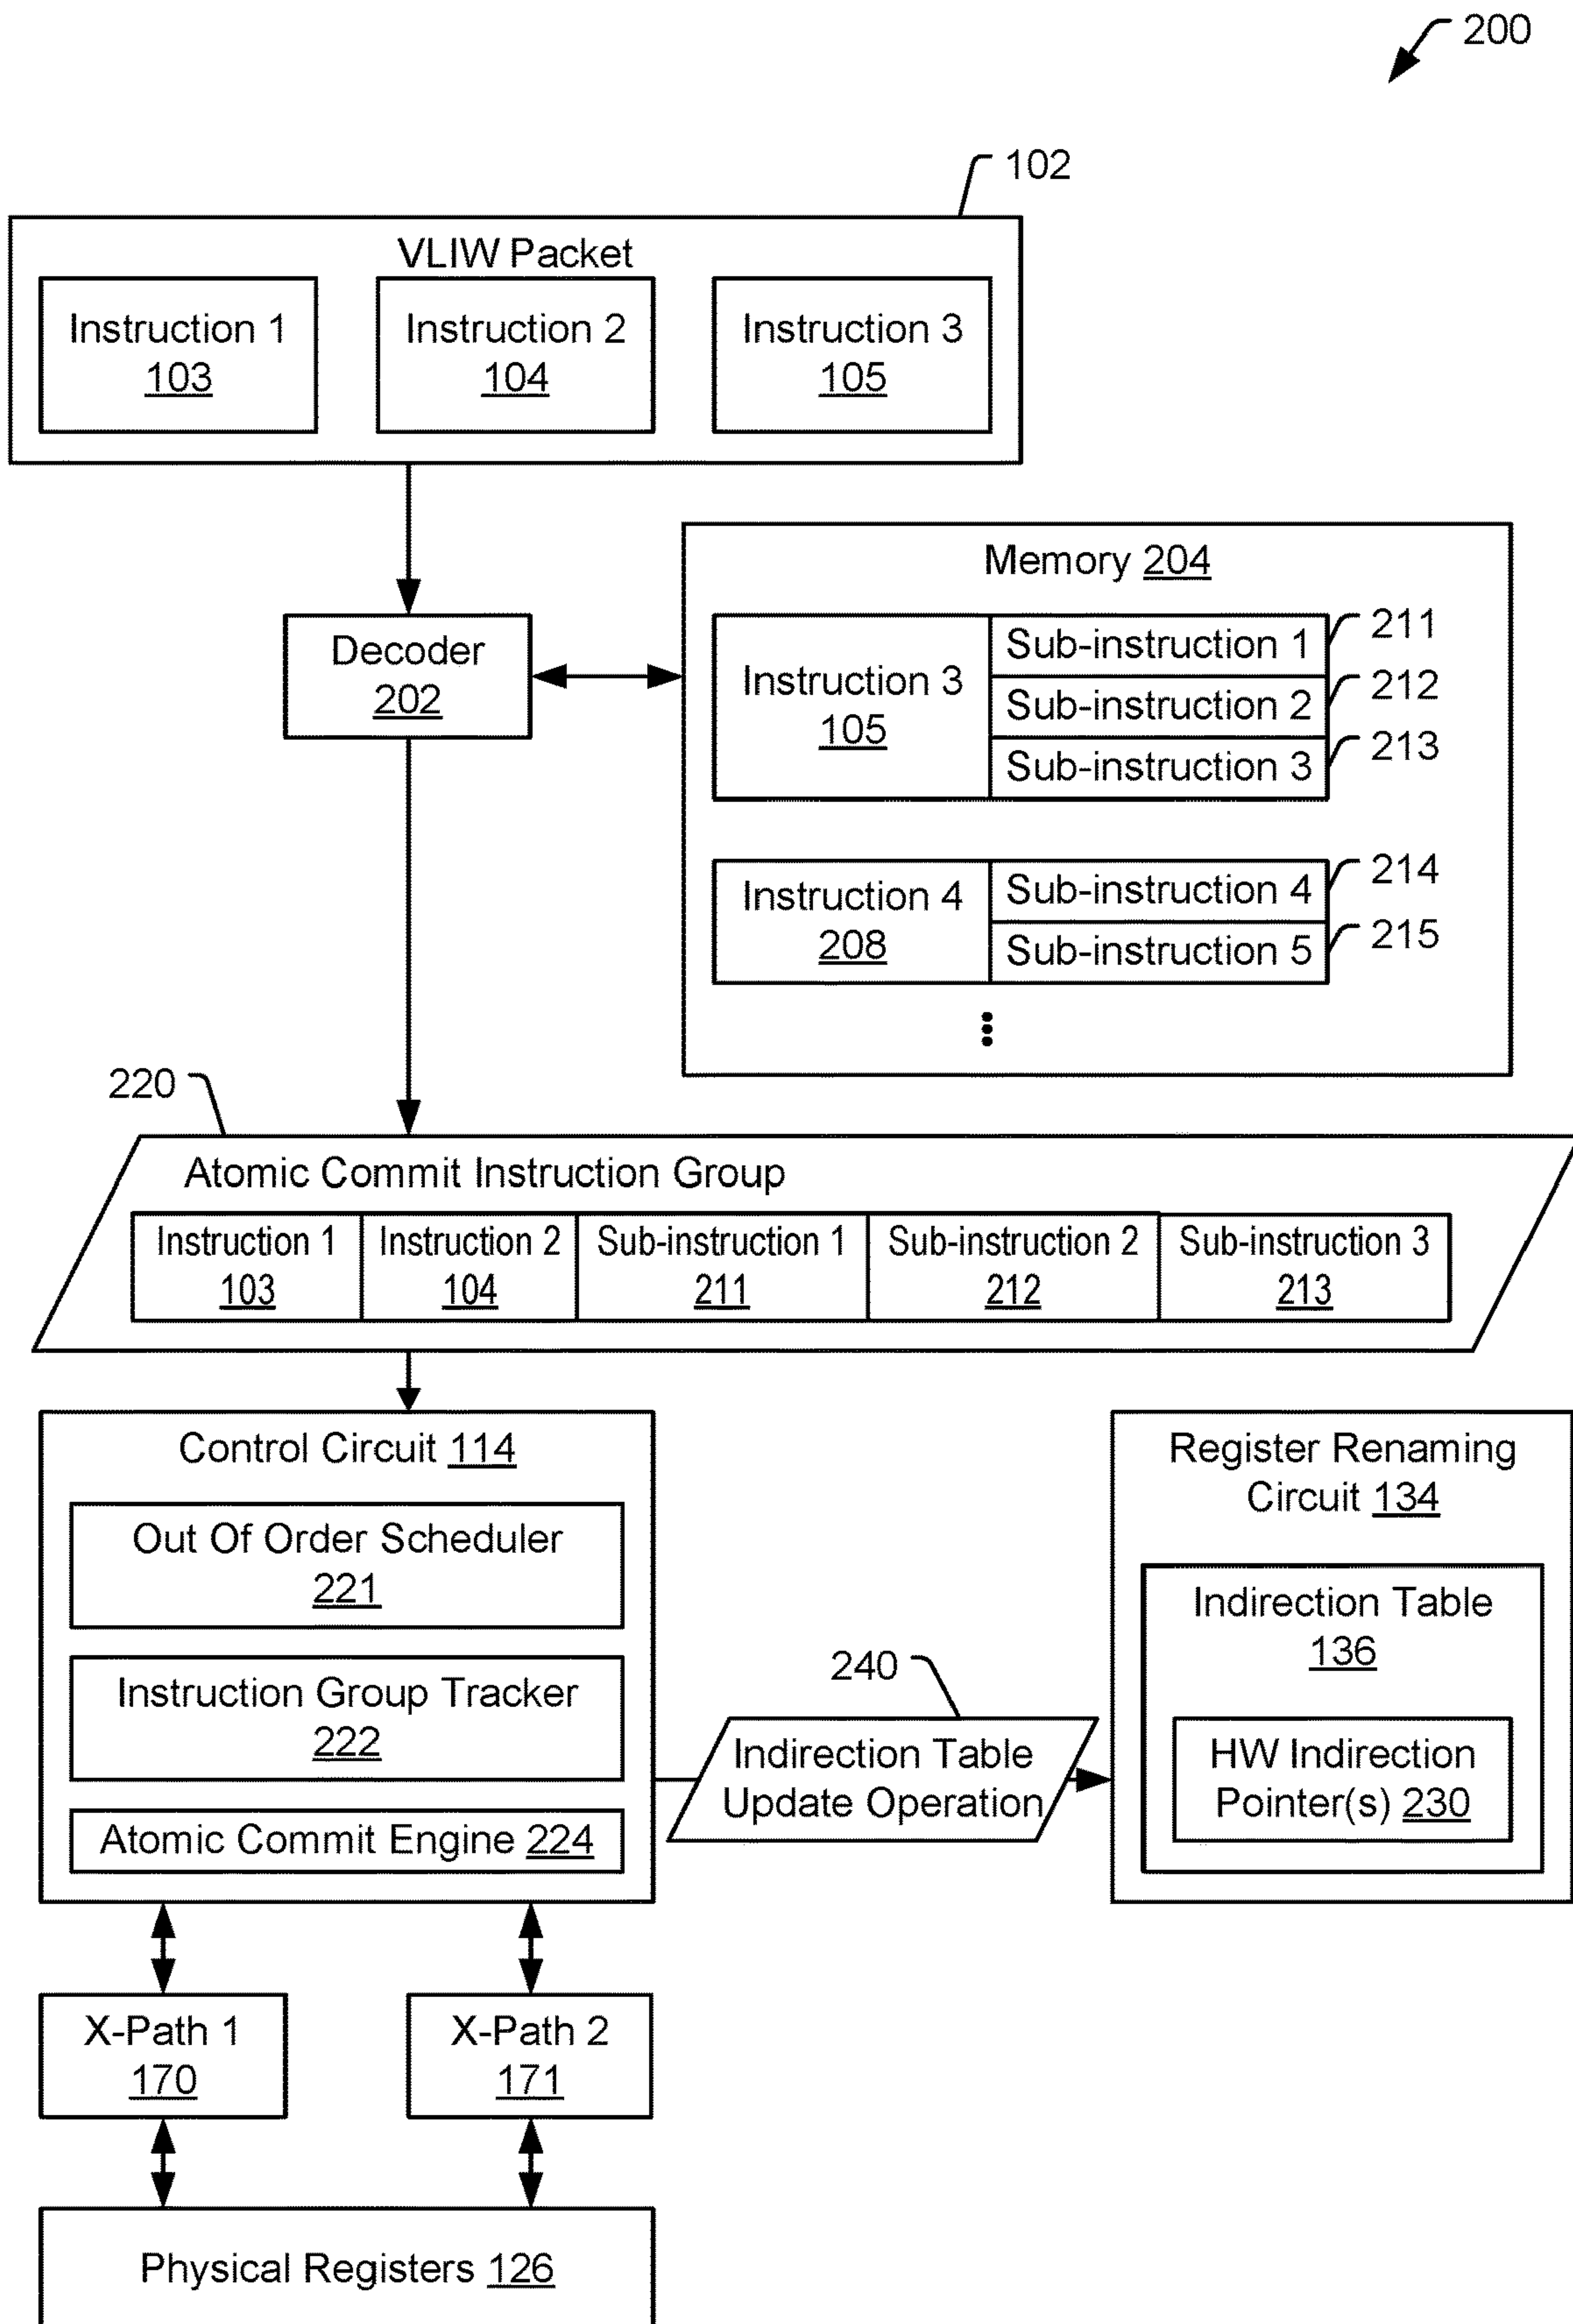 200
102
VLIW Packet
Instruction 1
103
Instruction 2
104
Instruction 3
105
Memory 204
Decoder
202
Instruction 3
105
Sub-instruction 1
211
Sub-instruction 2
212
Sub-instruction 3
213
Instruction 4
208
Sub-instruction 4
214
Sub-instruction 5
215
220
Atomic Commit Instruction Group
Instruction 1
103
Instruction 2
104
Sub-instruction 1
211
Sub-instruction 2
212
Sub-instruction 3
213
Control Circuit 114
Out Of Order Scheduler
221
Instruction Group Tracker
222
Atomic Commit Engine 224
240
Indirection Table
Update Operation
Register Renaming
Circuit 134
Indirection Table
136
HW Indirection
Pointer(s) 230
X-Path 1
170
X-Path 2
171
Physical Registers 126